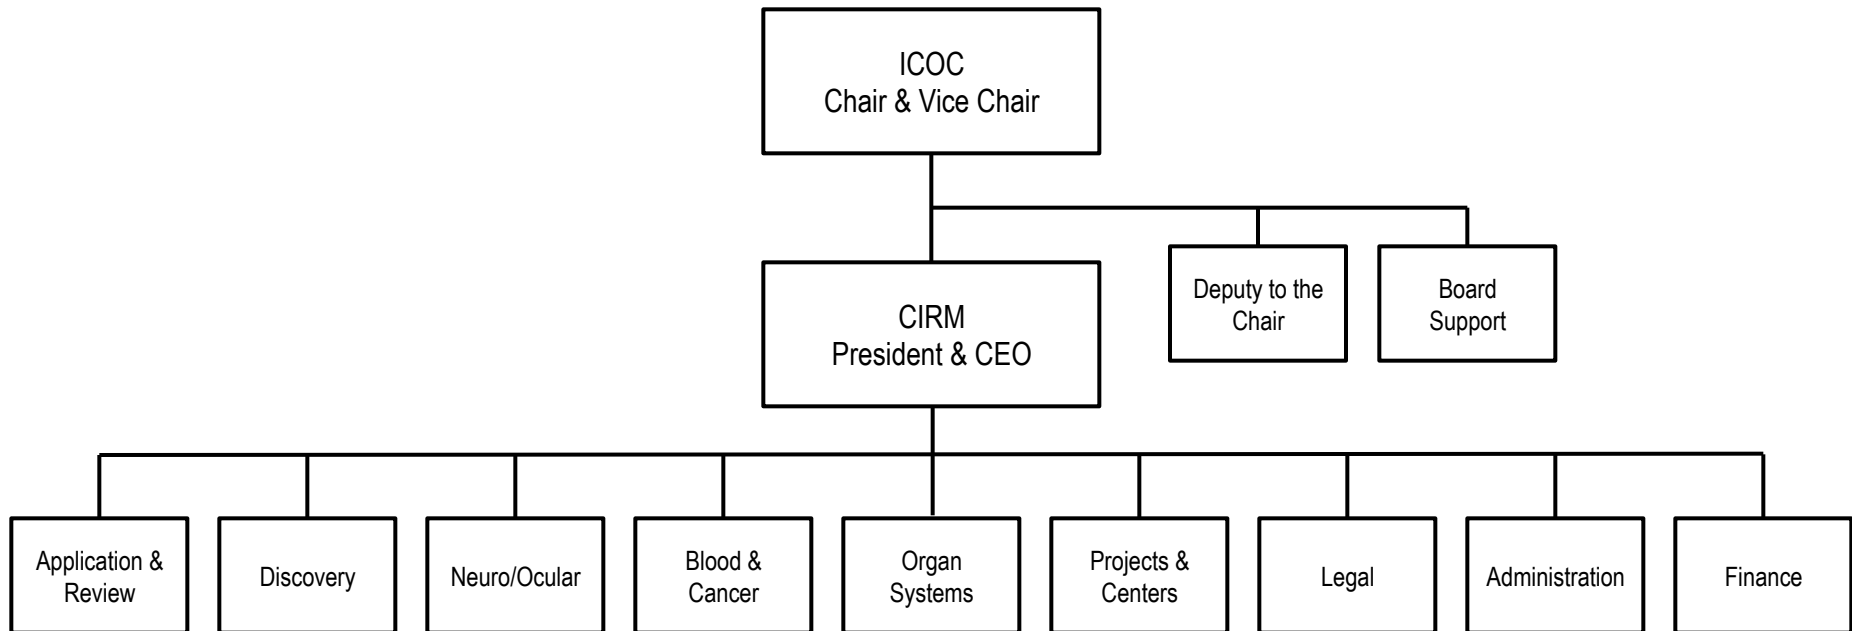 ICOC
Chair & Vice Chair
CIRM
President & CEO
Deputy to the
Chair
Board
Support
Application &
Review
Discovery
Neuro/Ocular
Blood &
Cancer
Organ
Systems
Projects &
Centers
Legal
Administration
Finance